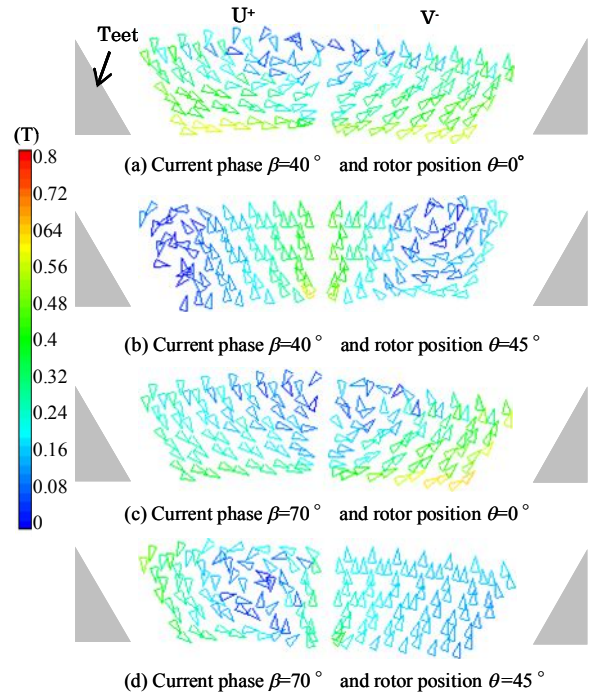 U⁺ V⁻
Teet
(T)
0.8
0.72
0.64
0.56
0.48
0.4
0.32
0.24
0.16
0.08
0
(a) Current phase β=40° and rotor position θ=0°
(b) Current phase β=40° and rotor position θ=45°
(c) Current phase β=70° and rotor position θ=0°
(d) Current phase β=70° and rotor position θ=45°